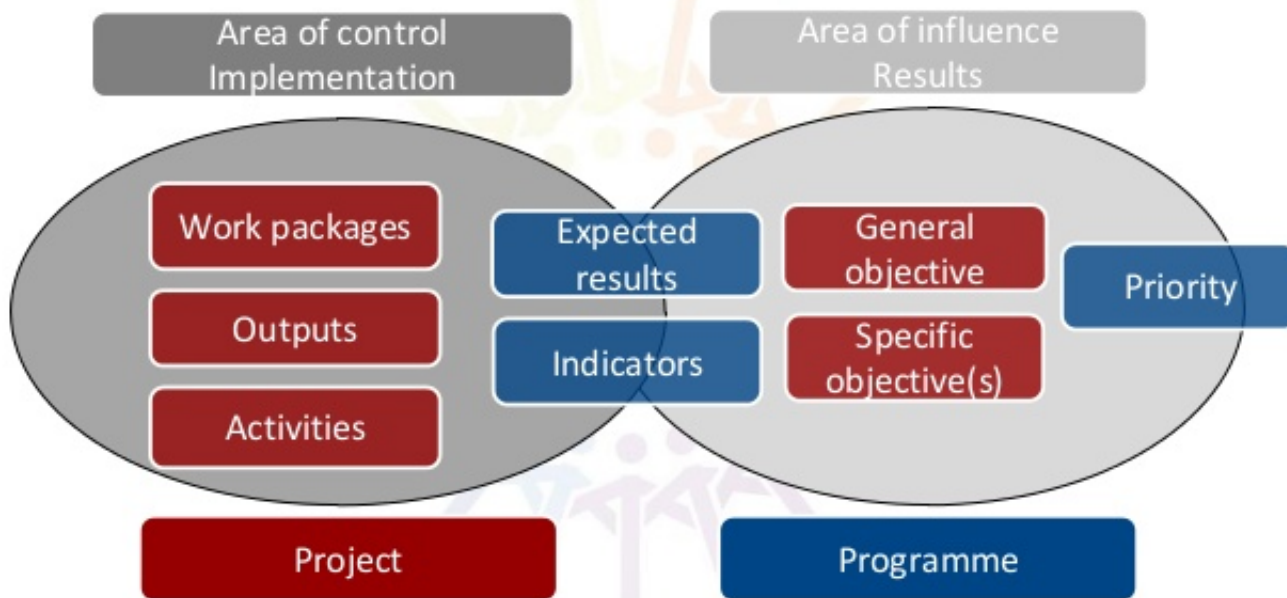 Area of control
Implementation
Area of influence
Results
Work packages
Outputs
Activities
Expected
results
Indicators
General
objective
Specific
objective(s)
Priority
Project
Programme